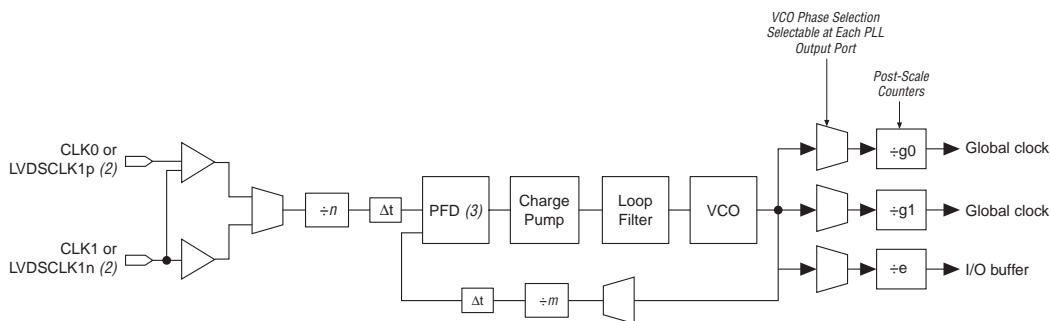 VCO Phase Selection
Selectable at Each PLL
Output Port
Post-Scale
Counters
CLK0 or
LVDSCLK1p (2)
÷g0
Global clock
÷n
Δt
PFD (3)
Charge
Pump
Loop
Filter
VCO
÷g1
Global clock
CLK1 or
LVDSCLK1n (2)
÷e
I/O buffer
Δt
÷m